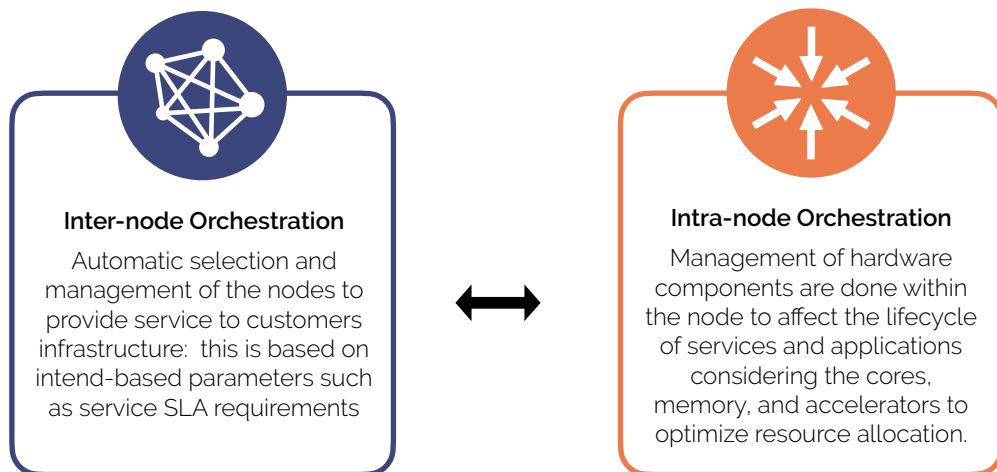 Inter-node Orchestration
Automatic selection and
management of the nodes to
provide service to customers
infrastructure: this is based on
intend-based parameters such
as service SLA requirements
Intra-node Orchestration
Management of hardware
components are done within
the node to affect the lifecycle
of services and applications
considering the cores,
memory, and accelerators to
optimize resource allocation.